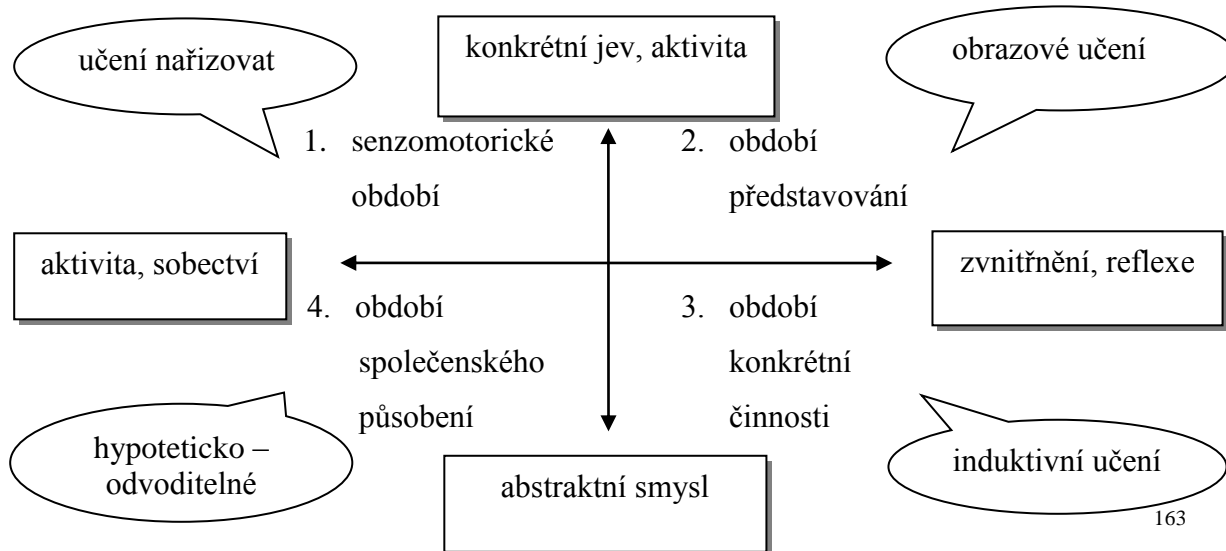 učení nařizovat
konkrétní jev, aktivita
obrazové učení
1. senzomotorické
období
2. období
představování
aktivita, sobectví
zvnitřnění, reflexe
4. období
společenského
působení
3. období
konkrétní
činnosti
hypoteticko –
odvoditelné
abstraktní smysl
induktivní učení
163